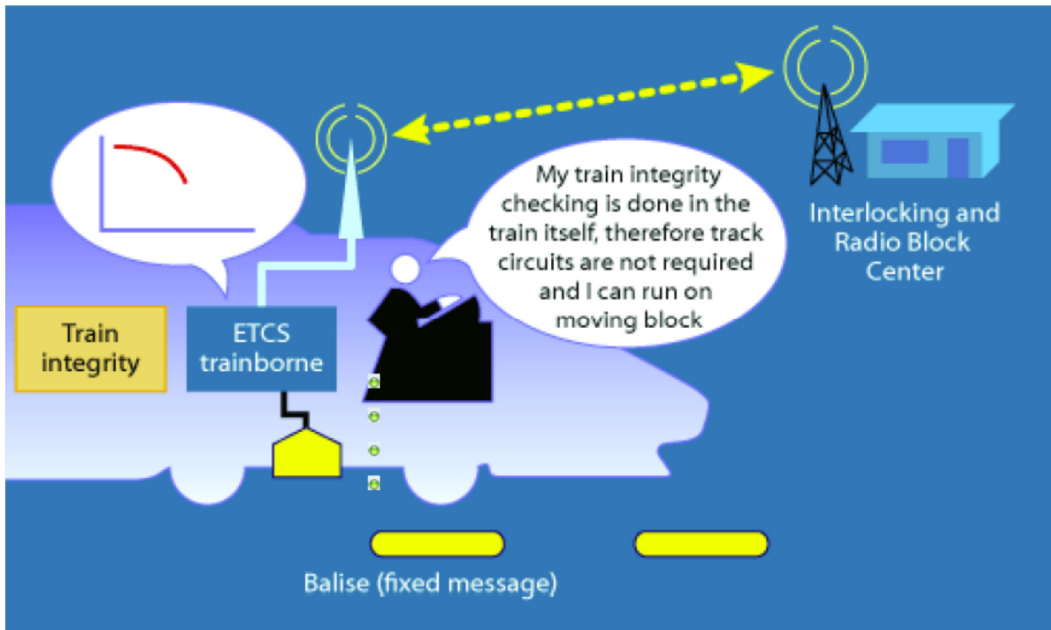 My train integrity
checking is done in the
train itself, therefore track
circuits are not required
and I can run on
moving block
Interlocking and
Radio Block
Center
Train
integrity
ETCS
trainborne
Balise (fixed message)